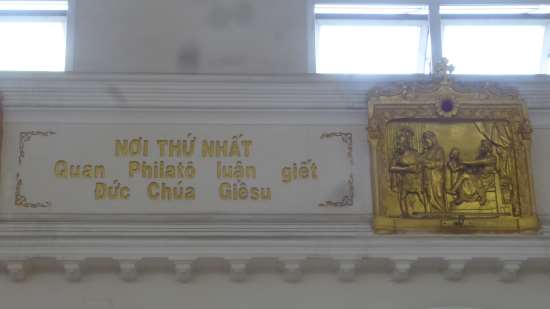 NƠI THỨ NHẤT
Quan Philatô luận giết
Đức Chúa Giêsu